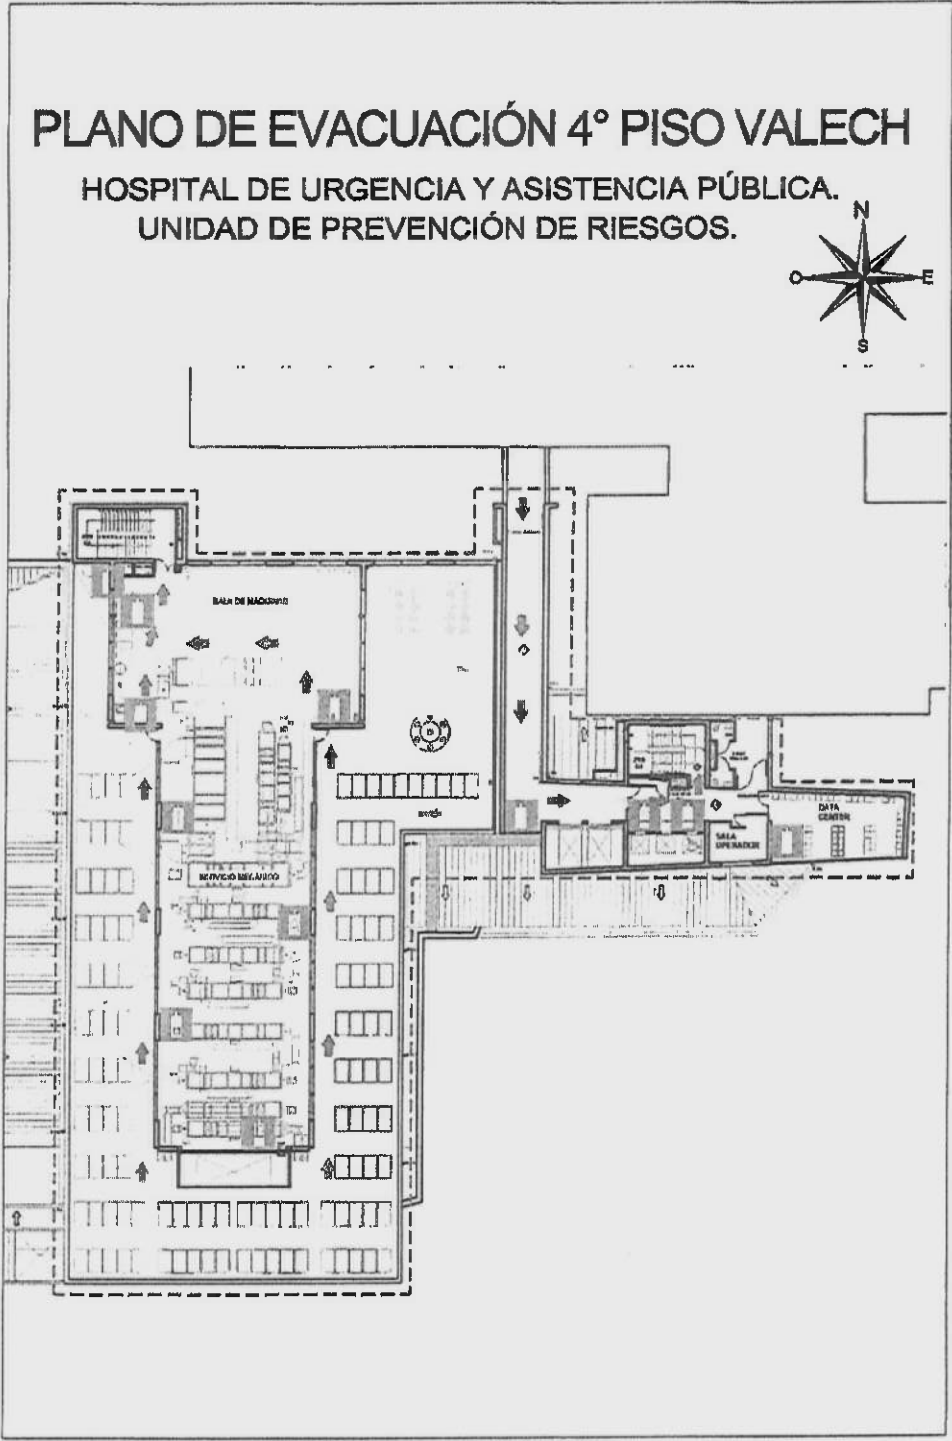 PLANO DE EVACUACIÓN 4° PISO VALECH
HOSPITAL DE URGENCIA Y ASISTENCIA PÚBLICA.
UNIDAD DE PREVENCIÓN DE RIESGOS.
N
O
E
S
SALA DE MAQUINAS
DATA
CENTER
SALA
OPERADOR
SERVICIO MECANICO